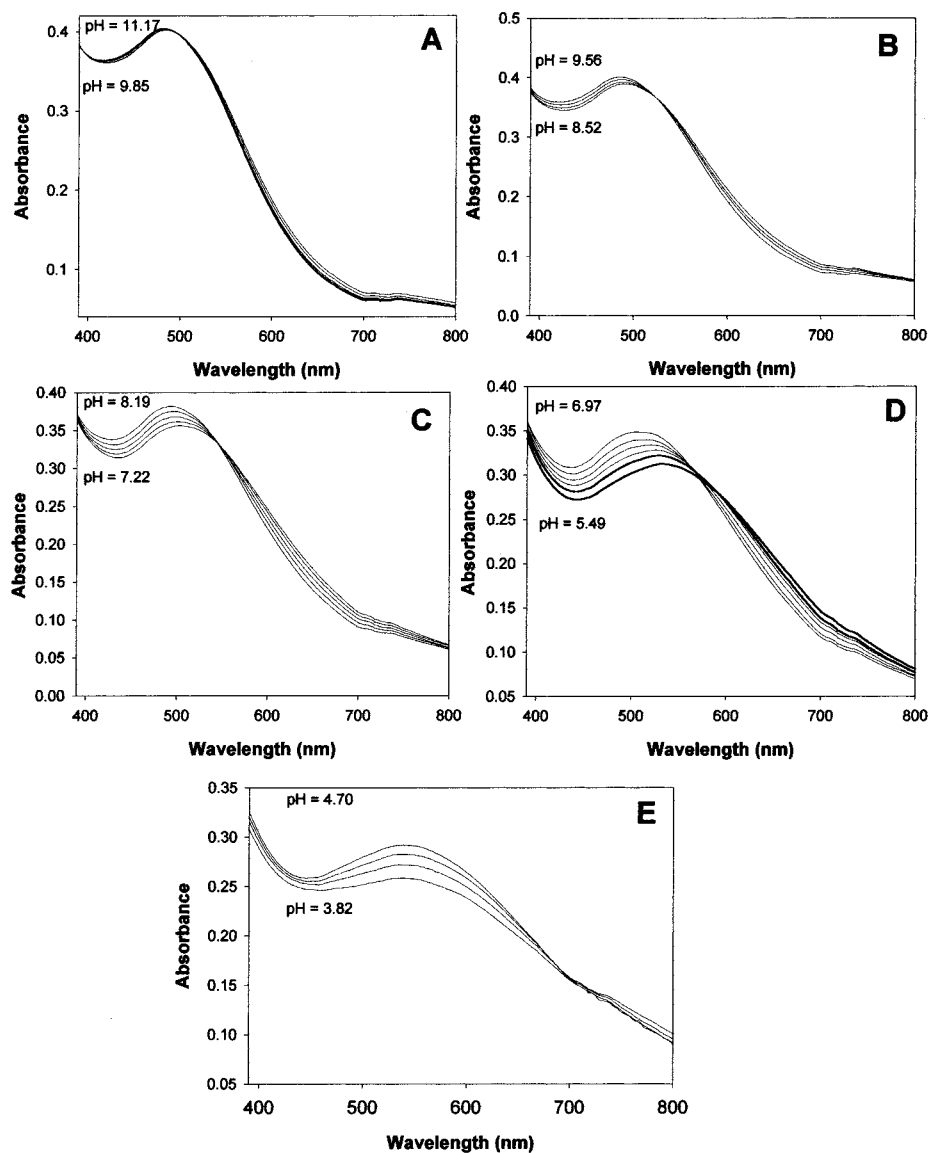 A
pH = 11.17
pH = 9.85
0.4
0.3
0.2
0.1
400 500 600 700 800
Absorbance
Wavelength (nm)
B
pH = 9.56
pH = 8.52
0.5
0.4
0.3
0.2
0.1
0.0
400 500 600 700 800
Absorbance
Wavelength (nm)
C
pH = 8.19
pH = 7.22
0.40
0.35
0.30
0.25
0.20
0.15
0.10
0.05
0.00
400 500 600 700 800
Absorbance
Wavelength (nm)
D
pH = 6.97
pH = 5.49
0.40
0.35
0.30
0.25
0.20
0.15
0.10
0.05
400 500 600 700 800
Absorbance
Wavelength (nm)
E
pH = 4.70
pH = 3.82
0.35
0.30
0.25
0.20
0.15
0.10
0.05
400 500 600 700 800
Absorbance
Wavelength (nm)